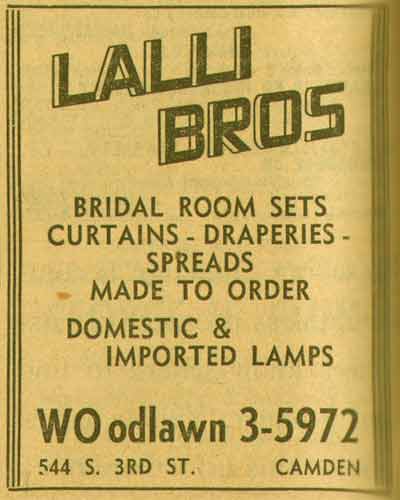 LALLI
BROS
BRIDAL ROOM SETS
CURTAINS - DRAPERIES -
SPREADS
MADE TO ORDER
DOMESTIC &
IMPORTED LAMPS
WOodlawn 3-5972
544 S. 3RD ST. CAMDEN